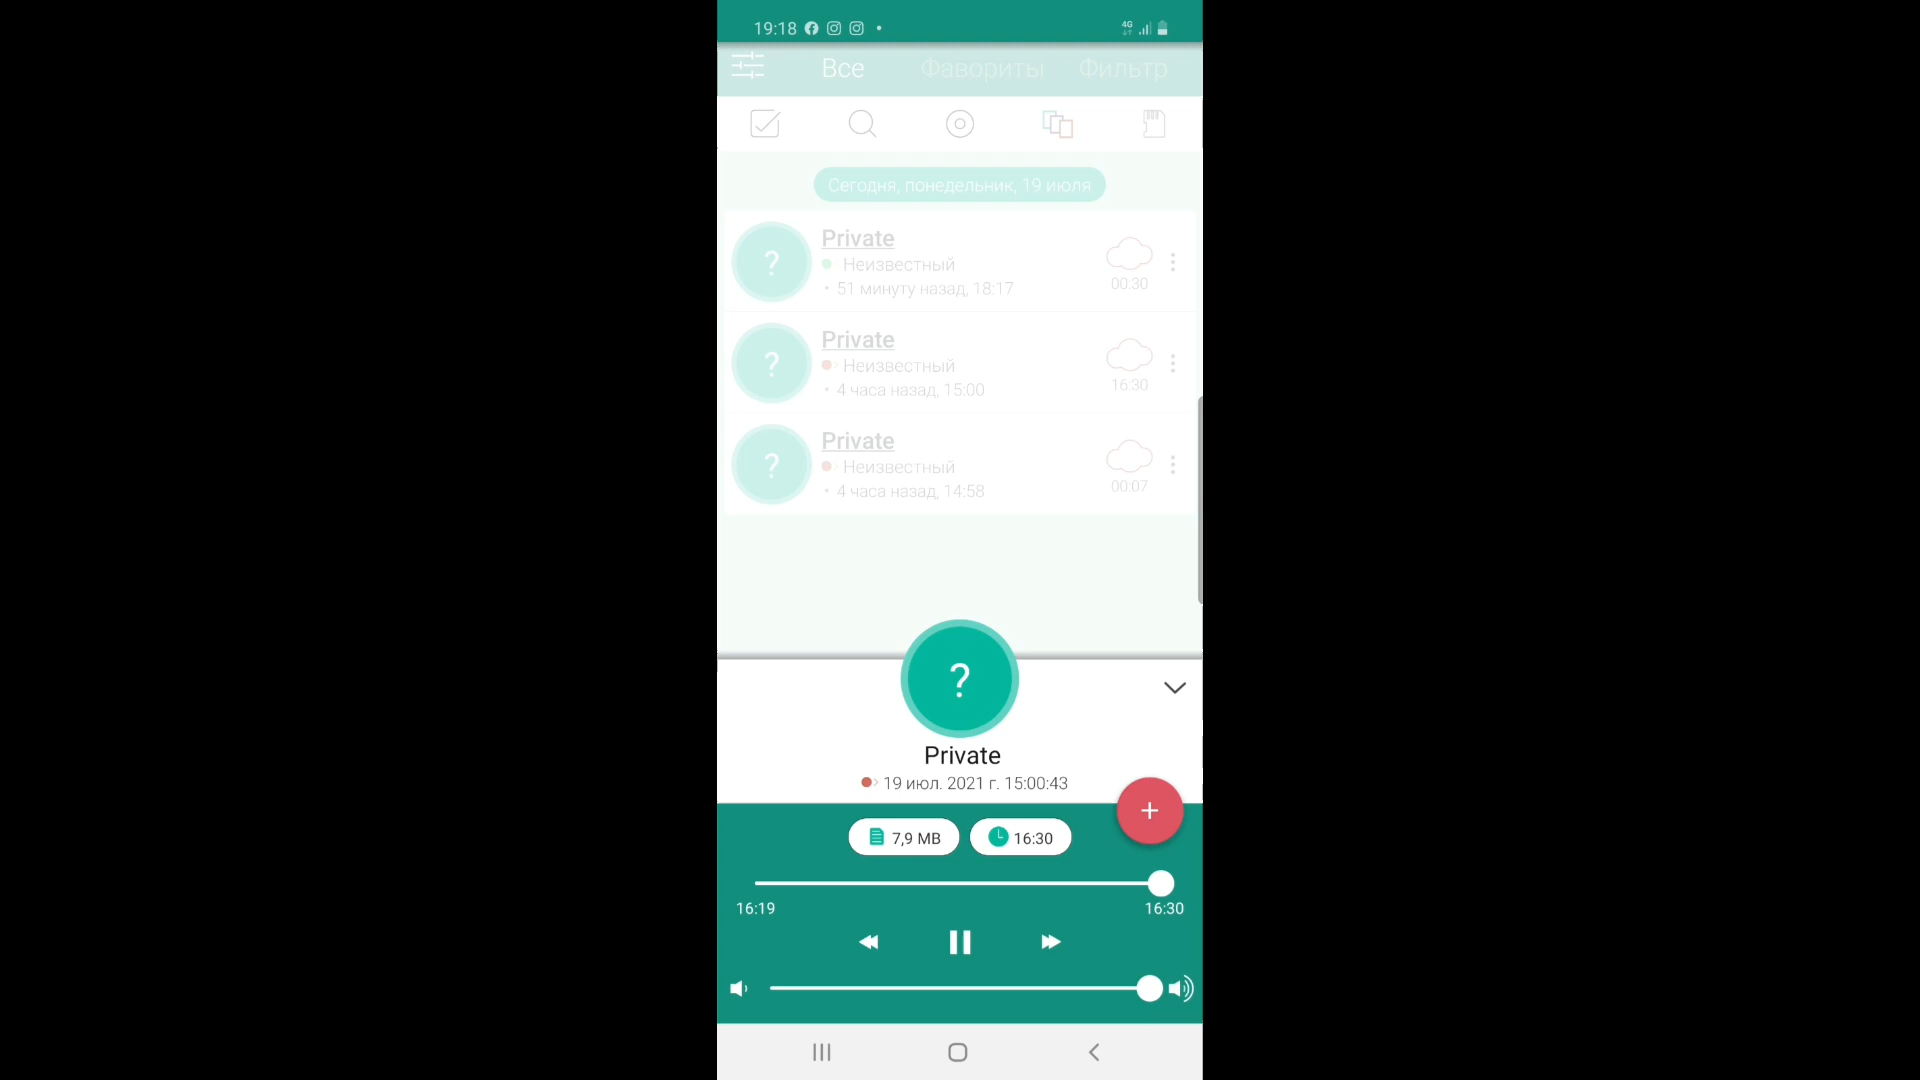 19:18 4G
Все Фавориты Фильтр
Сегодня, понедельник, 19 июля
? Private
Неизвестный
• 51 минуту назад, 18:17 00:30
? Private
Неизвестный
• 4 часа назад, 15:00 16:30
? Private
Неизвестный
• 4 часа назад, 14:58 00:07
?
Private
19 июл. 2021 г. 15:00:43
+
7,9 MB 16:30
16:19 16:30